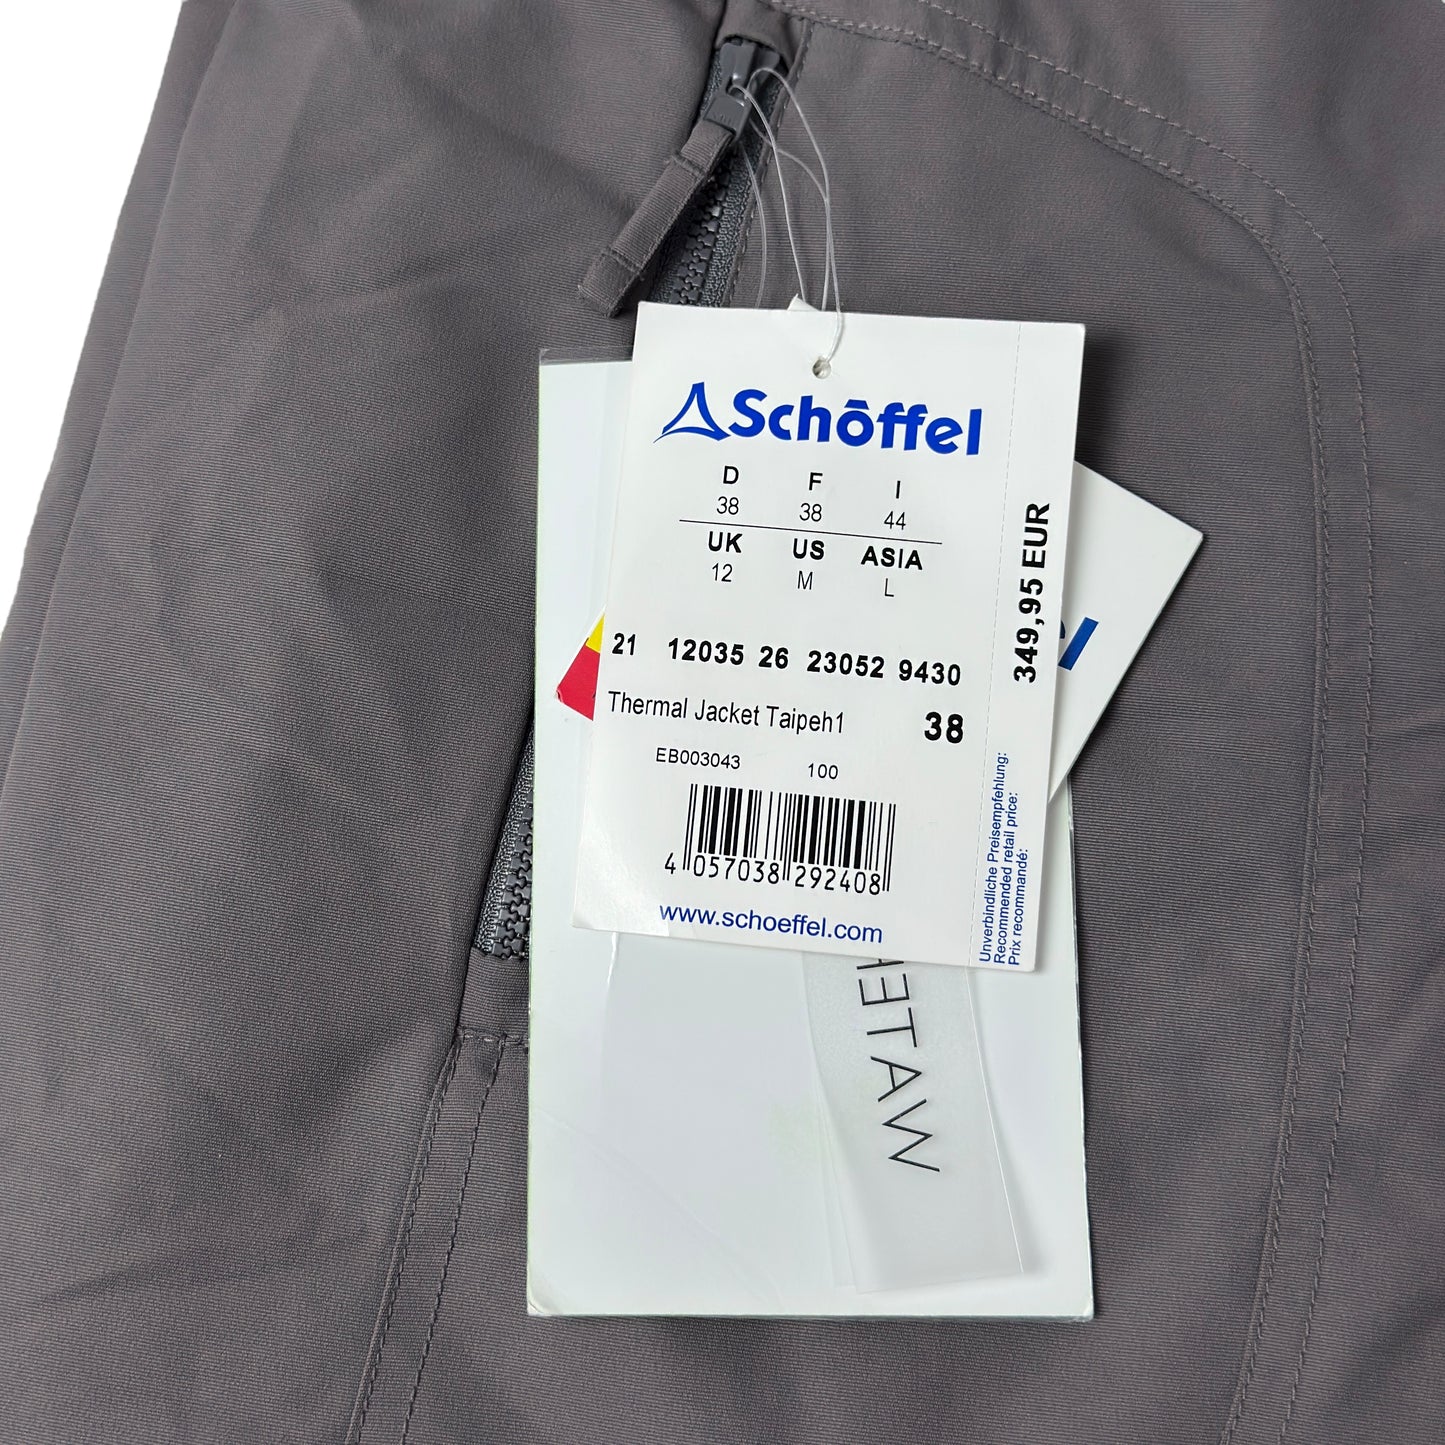 Schöffel
D F I
38 38 44
UK US ASIA
12 M L
21 12035 26 23052 9430
Thermal Jacket Taipeh1 38
EB003043 100
4 057038 292408
www.schoeffel.com
349,95 EUR
Unverbindliche Preisempfehlung:
Recommended retail price:
Prix recommandé: